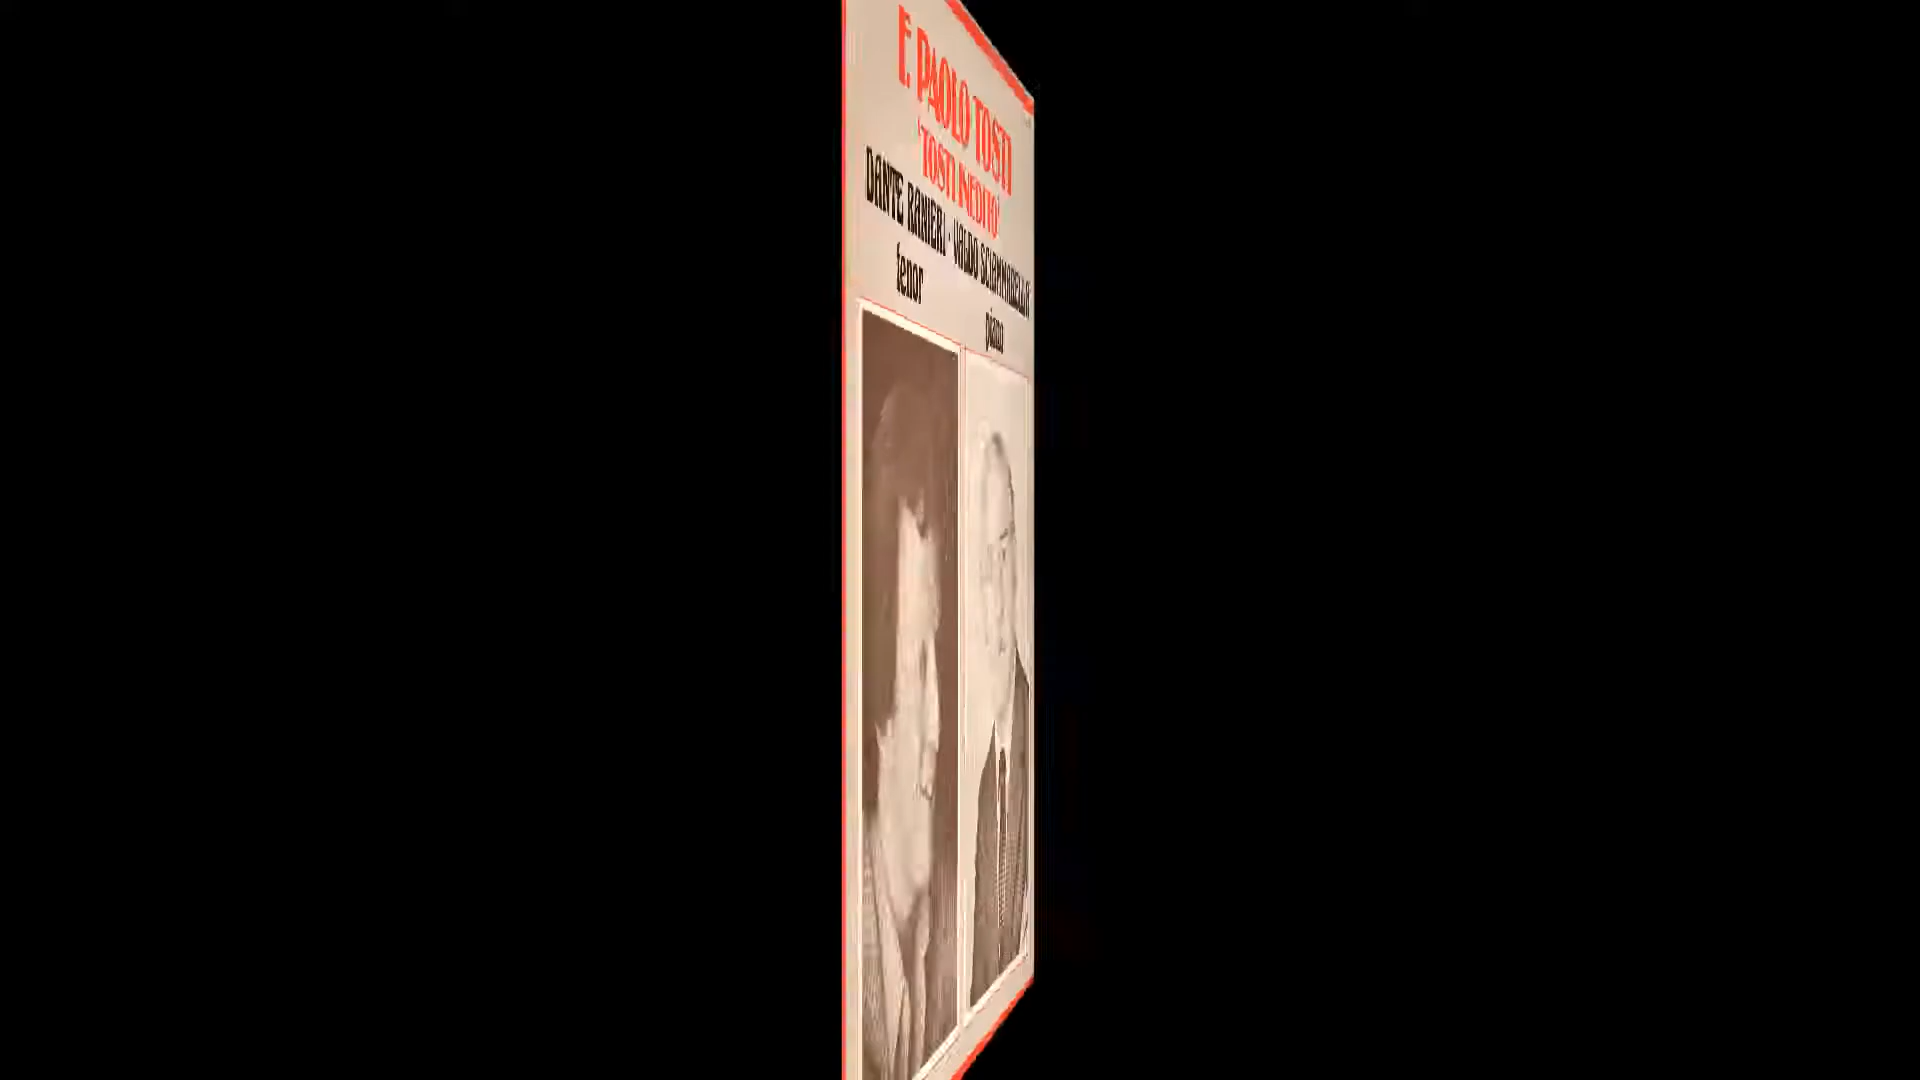 F. PAOLO TOSTI
'TOSTI INEDITO'
DANTE RANIERI - VALDO SCIAMMARELLA
tenor
piano